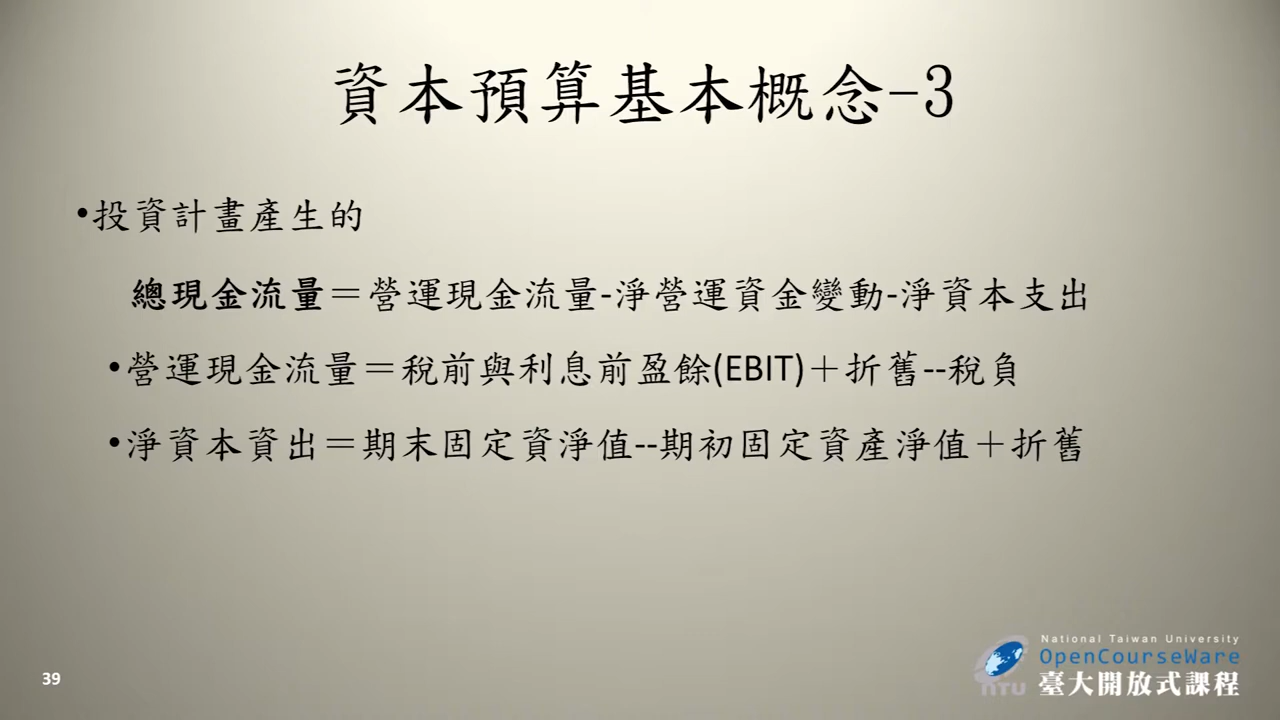 資本預算基本概念-3
•投資計畫產生的
總現金流量＝營運現金流量-淨營運資金變動-淨資本支出
•營運現金流量＝稅前與利息前盈餘(EBIT)＋折舊--稅負
•淨資本資出＝期末固定資淨值--期初固定資產淨值＋折舊
39
NTU
National Taiwan University
OpenCourseWare
臺大開放式課程